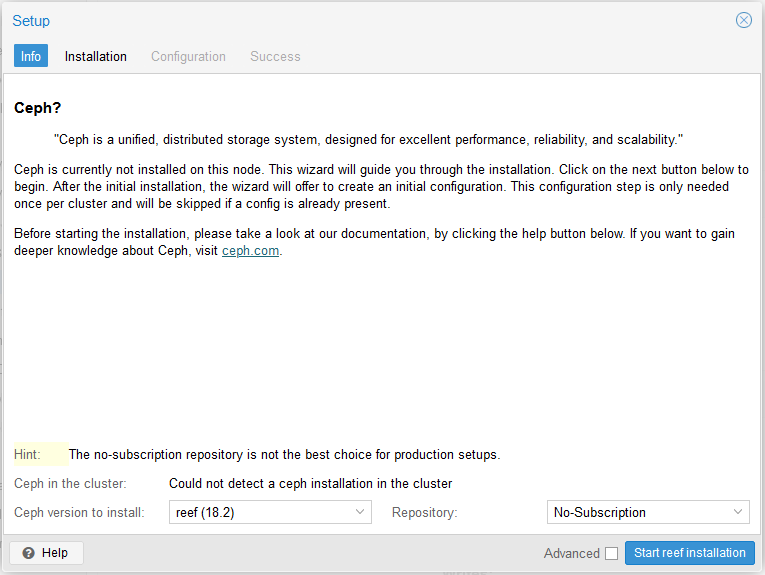 Setup
Info Installation Configuration Success
Ceph?
"Ceph is a unified, distributed storage system, designed for excellent performance, reliability, and scalability."
Ceph is currently not installed on this node. This wizard will guide you through the installation. Click on the next button below to
begin. After the initial installation, the wizard will offer to create an initial configuration. This configuration step is only needed
once per cluster and will be skipped if a config is already present.
Before starting the installation, please take a look at our documentation, by clicking the help button below. If you want to gain
deeper knowledge about Ceph, visit ceph.com.
Hint: The no-subscription repository is not the best choice for production setups.
Ceph in the cluster: Could not detect a ceph installation in the cluster
Ceph version to install: reef (18.2) Repository: No-Subscription
Help Advanced Start reef installation